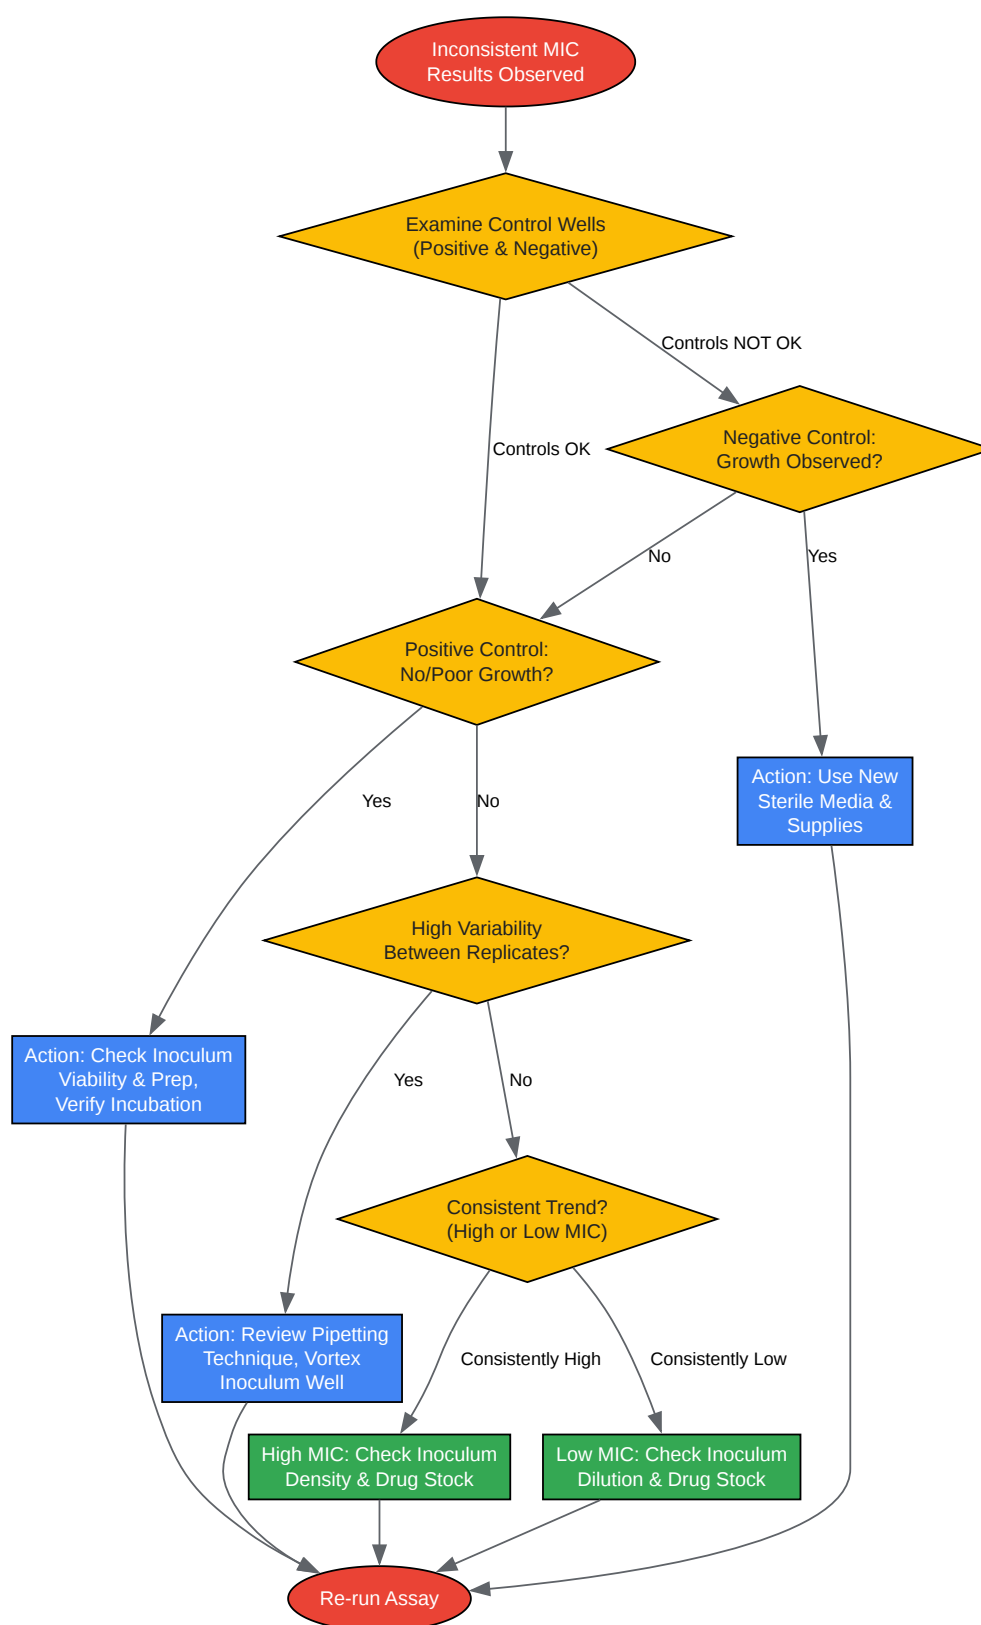 Inconsistent MIC
Results Observed
Examine Control Wells
(Positive & Negative)
Controls NOT OK
Controls OK
Negative Control:
Growth Observed?
No
Yes
Positive Control:
No/Poor Growth?
Action: Use New
Sterile Media &
Supplies
Yes
No
High Variability
Between Replicates?
Action: Check Inoculum
Viability & Prep,
Verify Incubation
Yes
No
Consistent Trend?
(High or Low MIC)
Action: Review Pipetting
Technique, Vortex
Inoculum Well
Consistently High
Consistently Low
High MIC: Check Inoculum
Density & Drug Stock
Low MIC: Check Inoculum
Dilution & Drug Stock
Re-run Assay